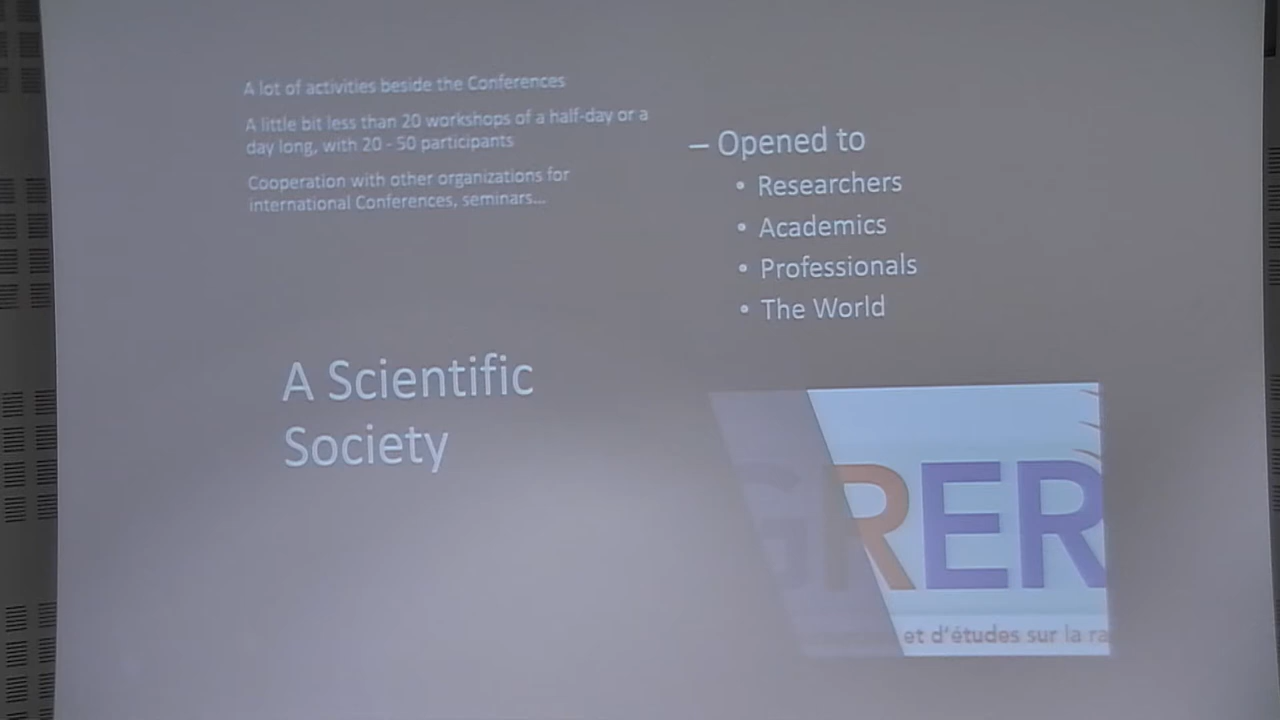 A lot of activities beside the Conferences
A little bit less than 20 workshops of a half-day or a
day long, with 20 - 50 participants
Cooperation with other organizations for
international Conferences, seminars...
– Opened to
• Researchers
• Academics
• Professionals
• The World
A Scientific
Society
GRER
et d'études sur la ra